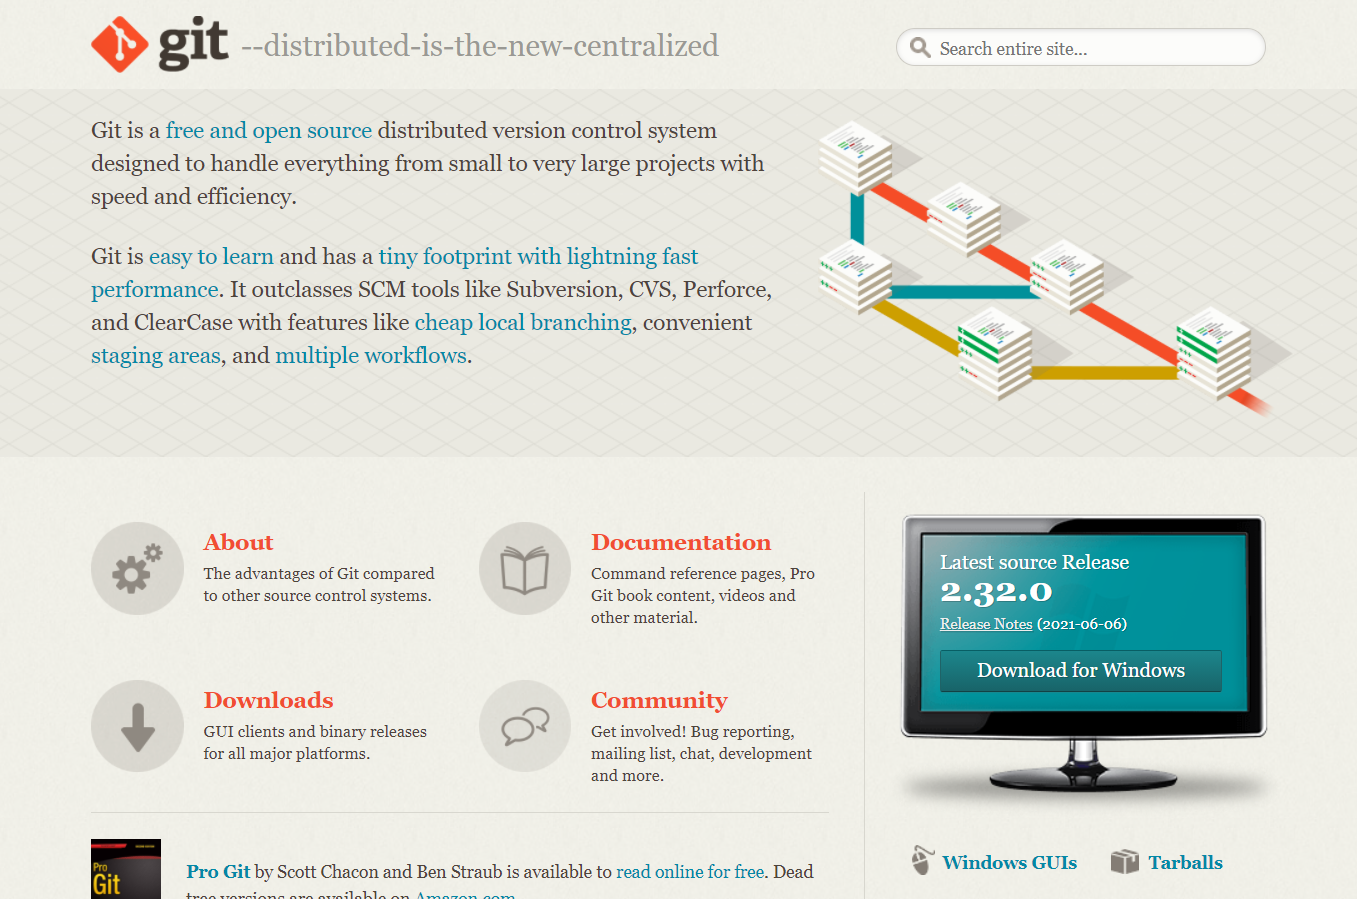 git --distributed-is-the-new-centralized
Search entire site...
Git is a free and open source distributed version control system
designed to handle everything from small to very large projects with
speed and efficiency.
Git is easy to learn and has a tiny footprint with lightning fast
performance. It outclasses SCM tools like Subversion, CVS, Perforce,
and ClearCase with features like cheap local branching, convenient
staging areas, and multiple workflows.
About
The advantages of Git compared
to other source control systems.
Documentation
Command reference pages, Pro
Git book content, videos and
other material.
Downloads
GUI clients and binary releases
for all major platforms.
Community
Get involved! Bug reporting,
mailing list, chat, development
and more.
Pro
Git
Pro Git by Scott Chacon and Ben Straub is available to read online for free. Dead
tree versions are available on Amazon.com.
Latest source Release
2.32.0
Release Notes (2021-06-06)
Download for Windows
Windows GUIs
Tarballs